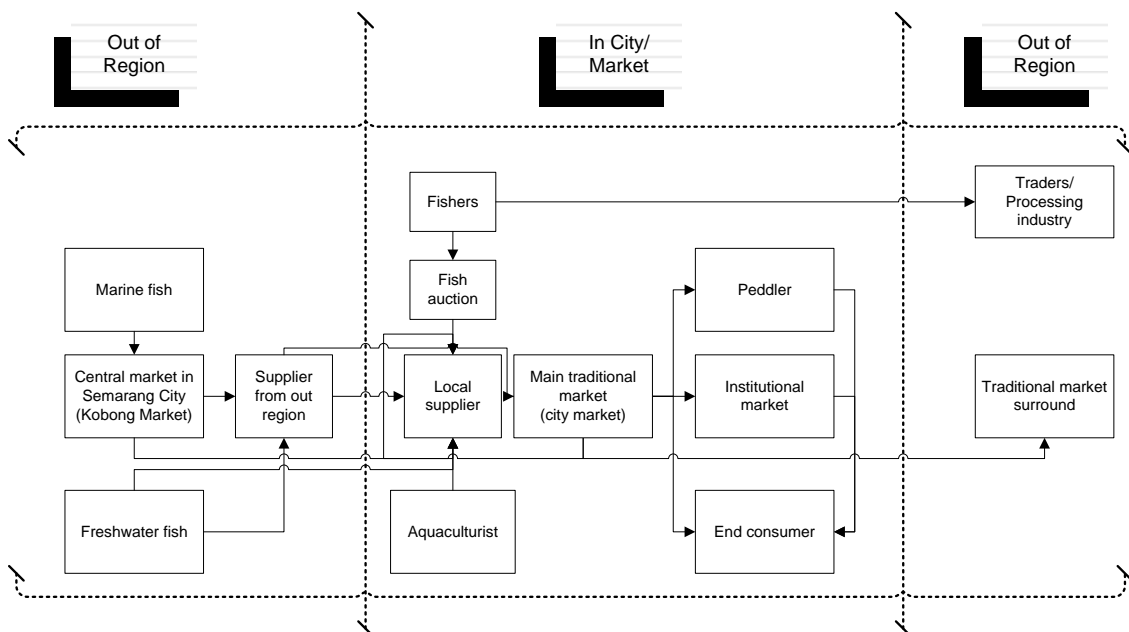 Out of
Region
In City/
Market
Out of
Region
Fishers
Traders/
Processing
industry
Marine fish
Fish
auction
Peddler
Central market in
Semarang City
(Kobong Market)
Supplier
from out
region
Local
supplier
Main traditional
market
(city market)
Institutional
market
Traditional market
surround
Freshwater fish
Aquaculturist
End consumer